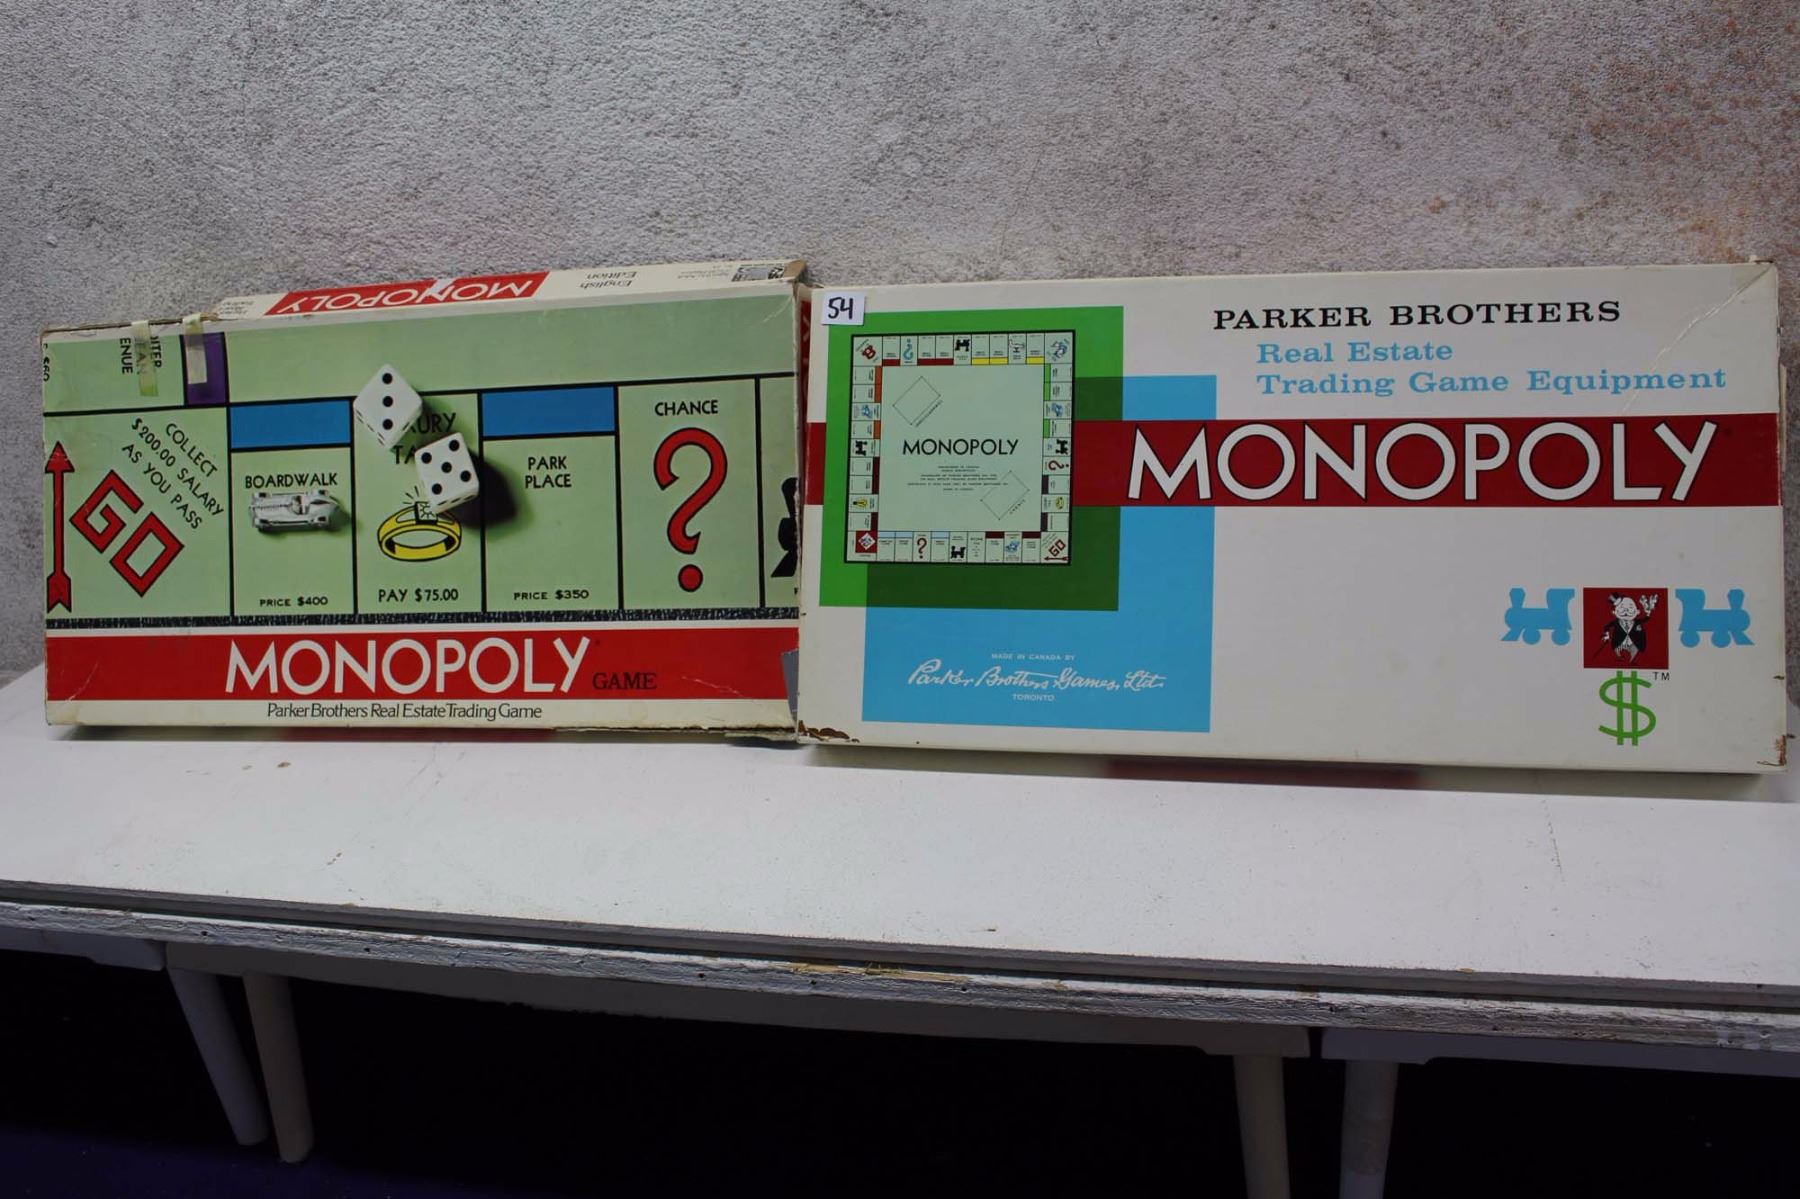 MONOPOLY
English
Edition
ENUE
COLLECT
$200.00 SALARY
AS YOU PASS
GO
BOARDWALK
PRICE $400
PAY $75.00
PARK
PLACE
PRICE $350
CHANCE
MONOPOLY GAME
Parker Brothers Real Estate Trading Game
54
PARKER BROTHERS
Real Estate
Trading Game Equipment
MONOPOLY
MONOPOLY
GO
MADE IN CANADA BY
Parker Brothers Games, Ltd.
TORONTO
TM
$